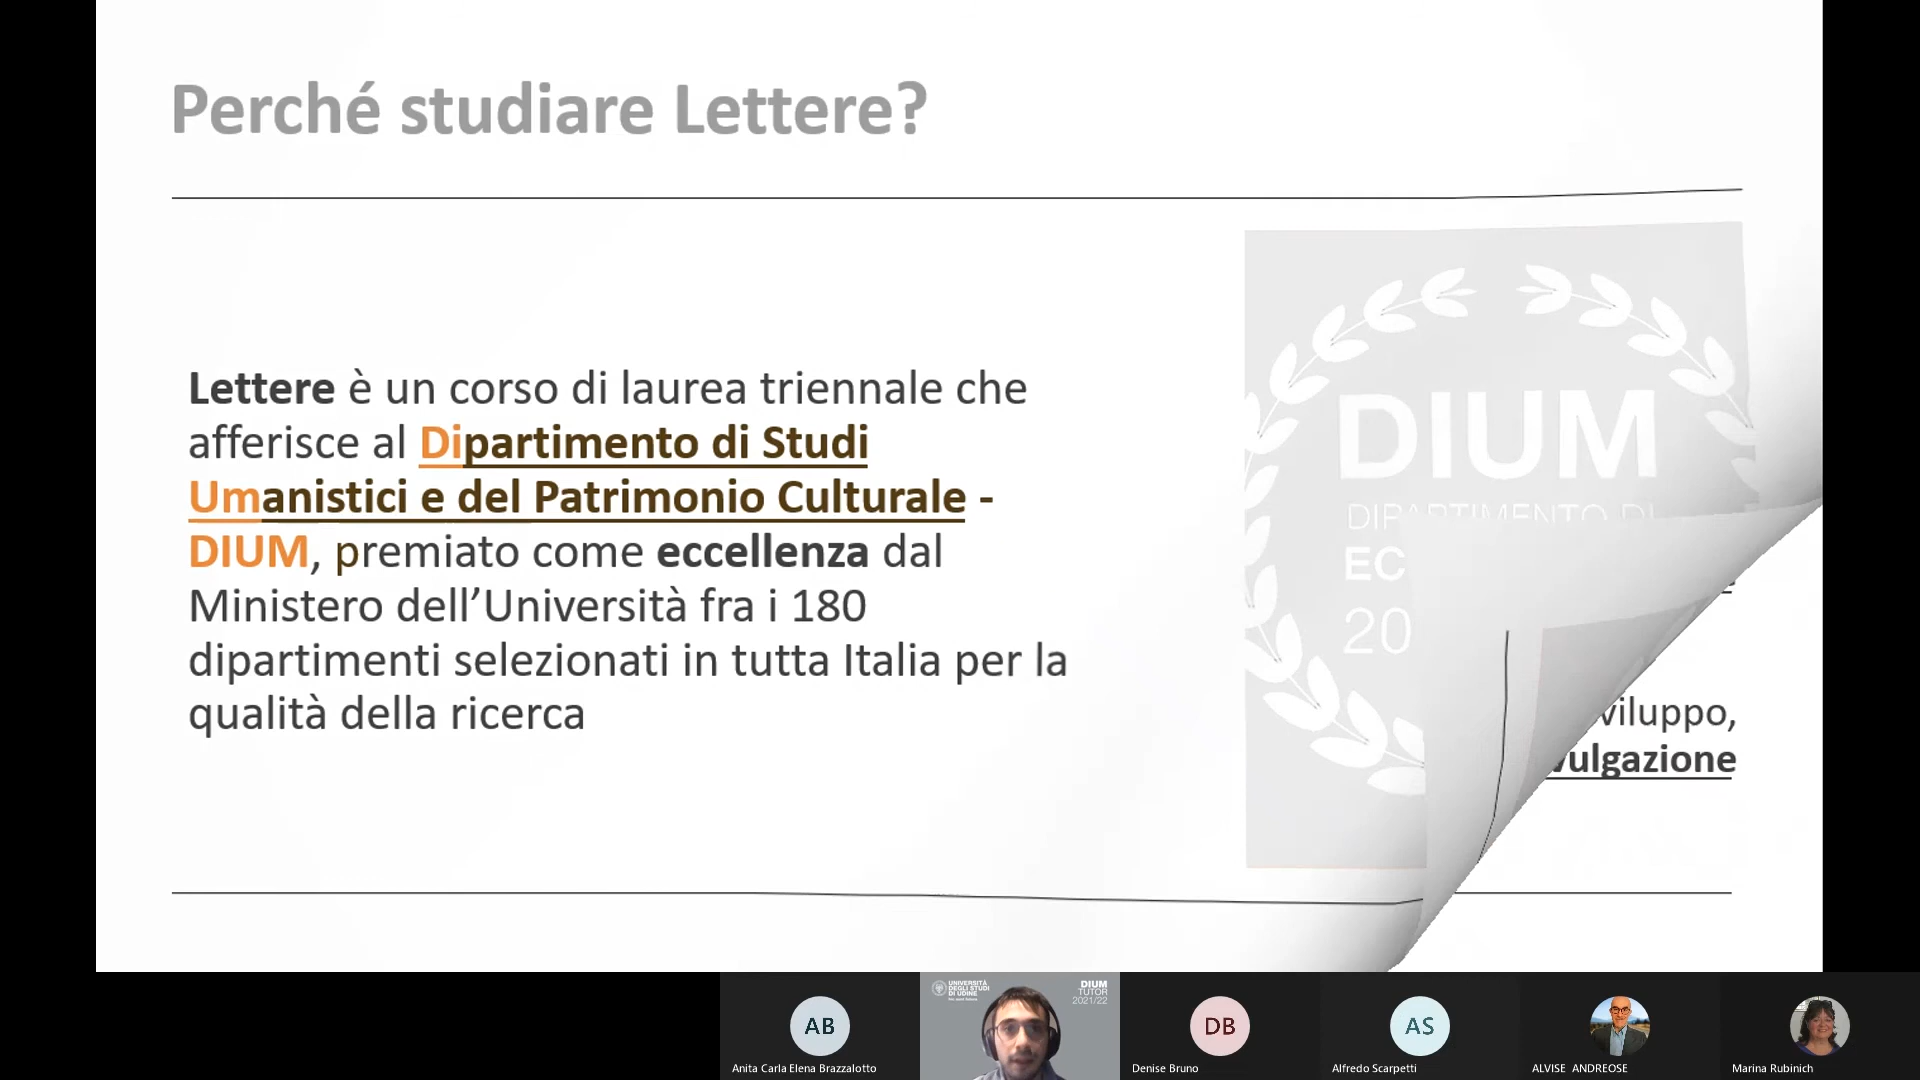 Perché studiare Lettere?
Lettere è un corso di laurea triennale che
afferisce al Dipartimento di Studi
Umanistici e del Patrimonio Culturale -
DIUM, premiato come eccellenza dal
Ministero dell’Università fra i 180
dipartimenti selezionati in tutta Italia per la
qualità della ricerca
DIUM
DIPARTIMENTO DI
EC
20
viluppo,
vulgazione
AB
Anita Carla Elena Brazzalotto
UNIVERSITÀ
DEGLI STUDI
DI UDINE
DIUM
TUTOR
2021/22
DB
Denise Bruno
AS
Alfredo Scarpetti
ALVISE ANDREOSE
Marina Rubinich